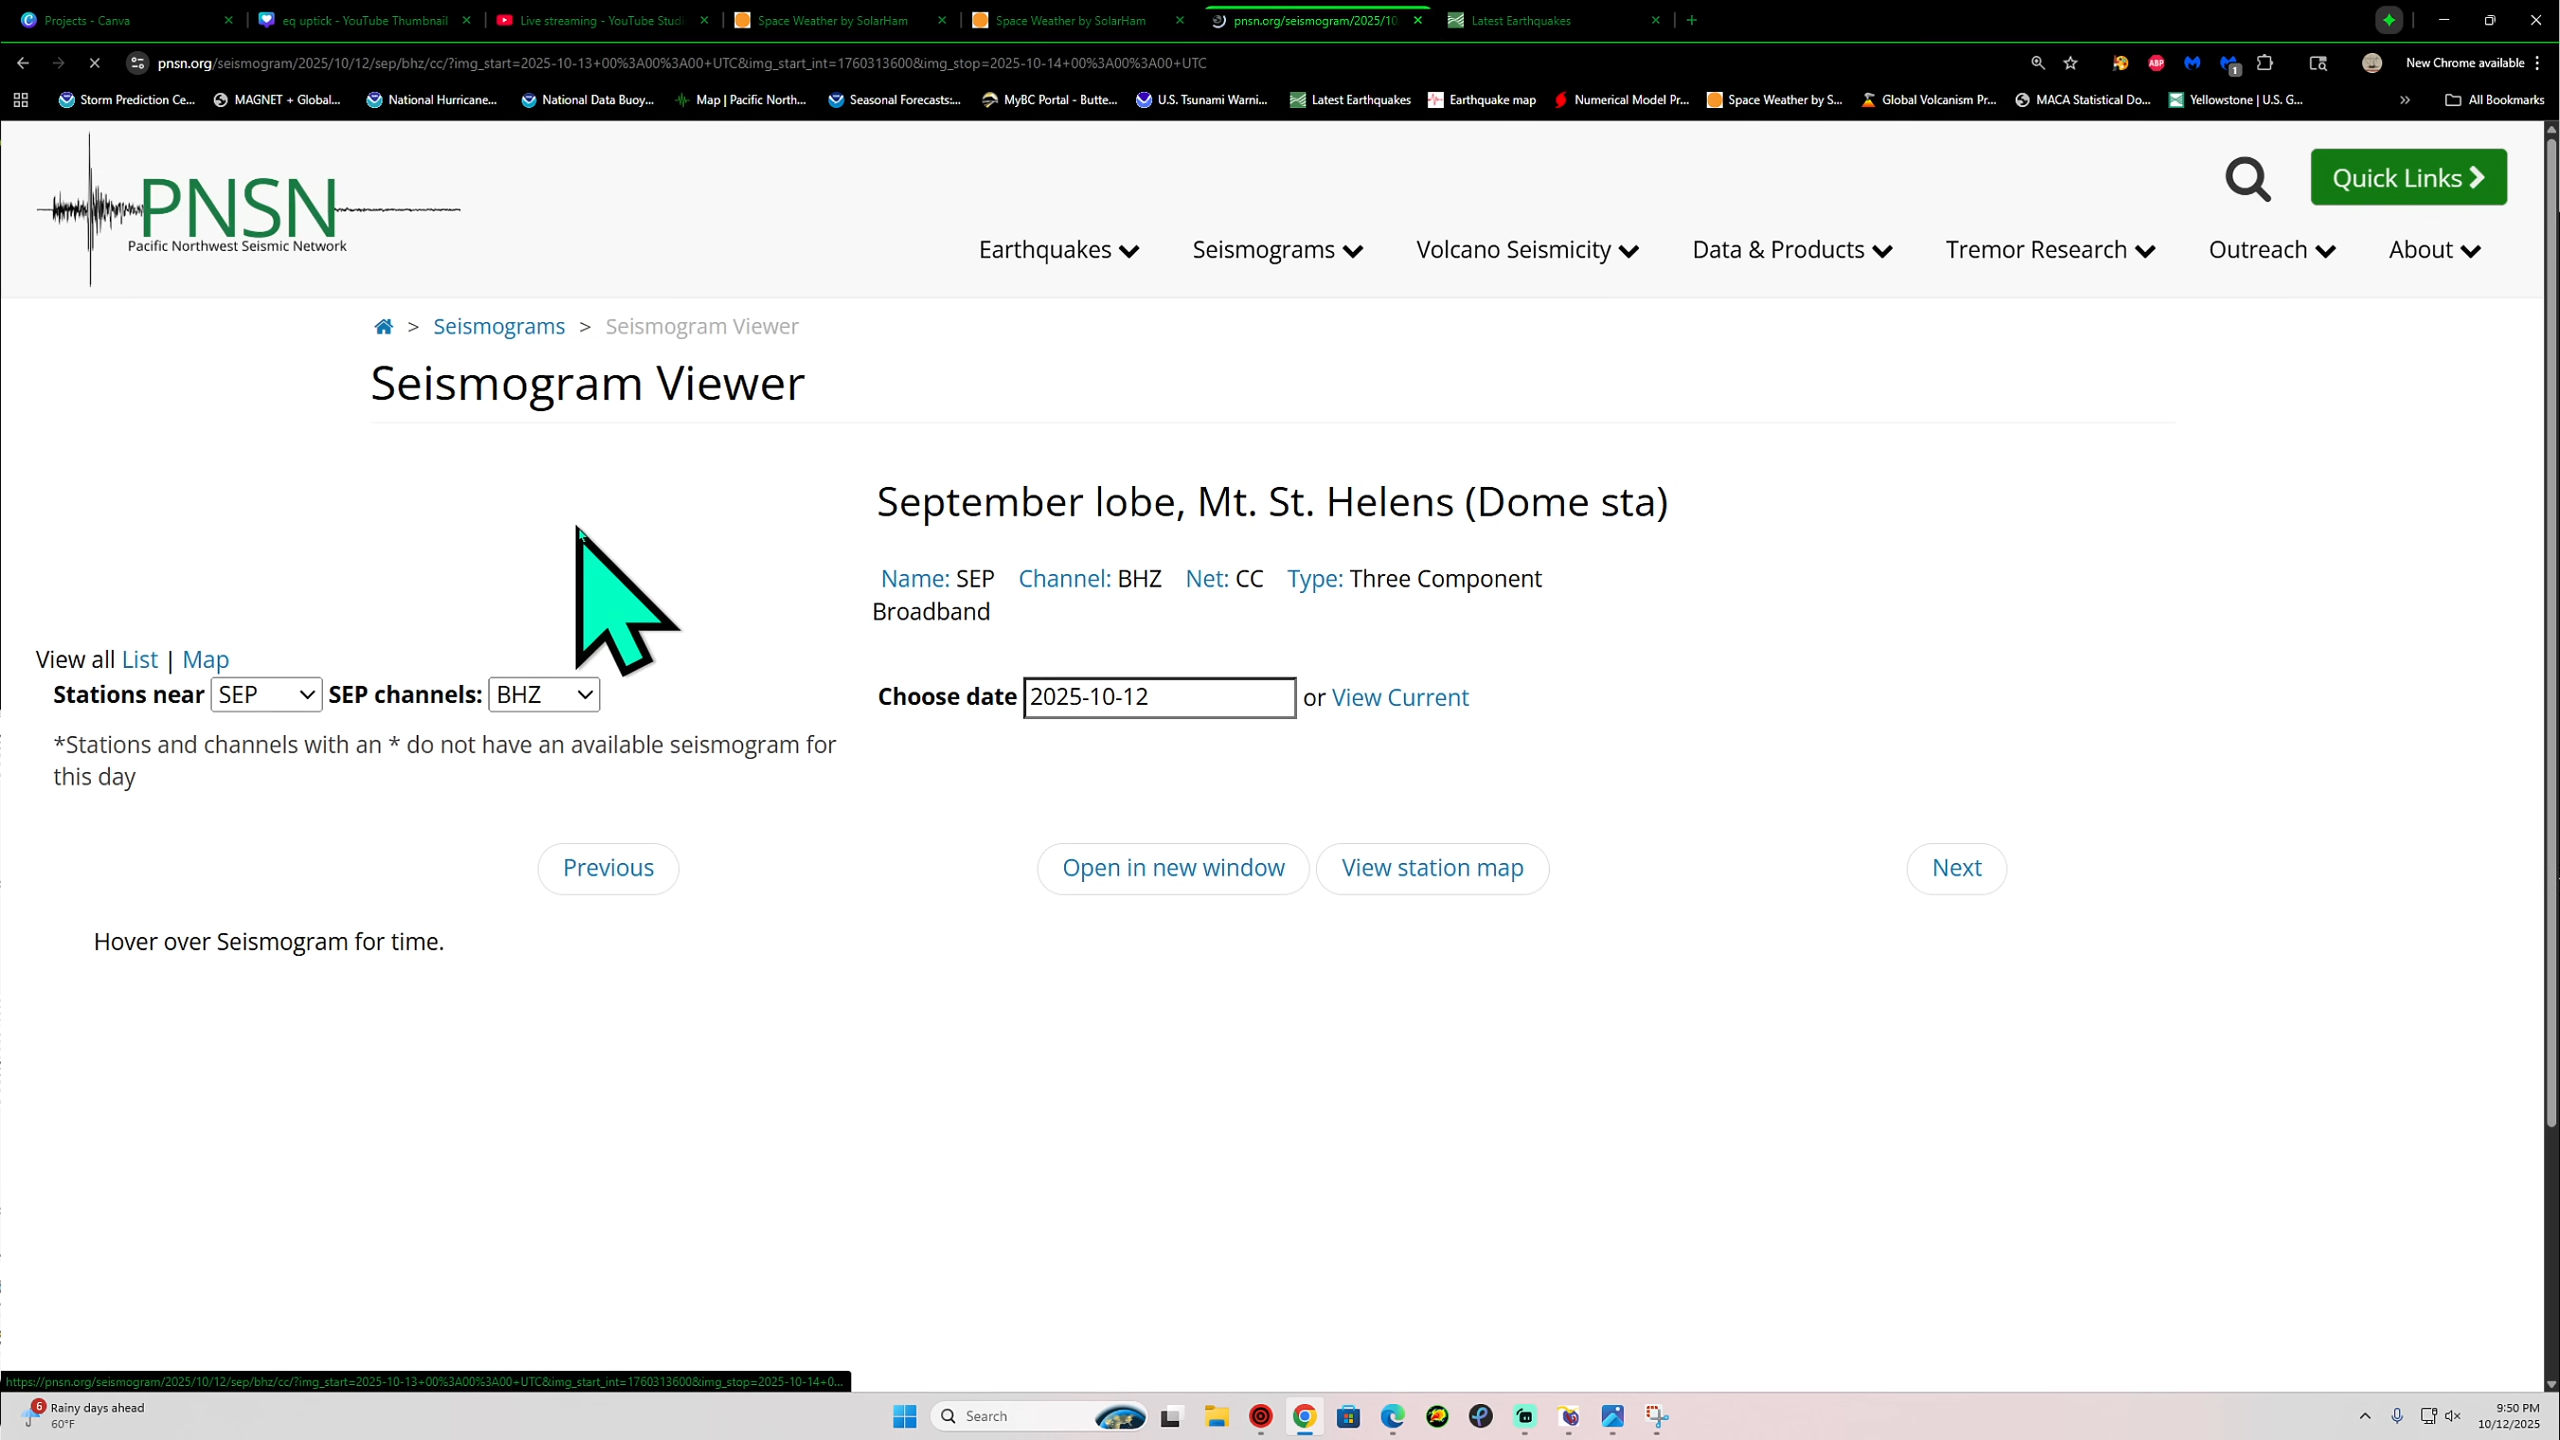 Projects - Canva
eq uptick - YouTube Thumbnail
Live streaming - YouTube Studi
Space Weather by SolarHam
Space Weather by SolarHam
pnsn.org/seismogram/2025/10
Latest Earthquakes
pnsn.org/seismogram/2025/10/12/sep/bhz/cc/?img_start=2025-10-13+00%3A00%3A00+UTC&img_start_int=1760313600&img_stop=2025-10-14+00%3A00%3A00+UTC
ABP
1
New Chrome available
Storm Prediction Ce...
MAGNET + Global...
National Hurricane...
National Data Buoy...
Map | Pacific North...
Seasonal Forecasts:...
MyBC Portal - Butte...
U.S. Tsunami Warni...
Latest Earthquakes
Earthquake map
Numerical Model Pr...
Space Weather by S...
Global Volcanism Pr...
MACA Statistical Do...
Yellowstone | U.S. G...
All Bookmarks
PNSN
Pacific Northwest Seismic Network
Quick Links
Earthquakes
Seismograms
Volcano Seismicity
Data & Products
Tremor Research
Outreach
About
> Seismograms > Seismogram Viewer
Seismogram Viewer
September lobe, Mt. St. Helens (Dome sta)
Name: SEP Channel: BHZ Net: CC Type: Three Component
Broadband
View all List | Map
Stations near SEP SEP channels: BHZ
Choose date 2025-10-12 or View Current
*Stations and channels with an * do not have an available seismogram for
this day
Previous
Open in new window
View station map
Next
Hover over Seismogram for time.
https://pnsn.org/seismogram/2025/10/12/sep/bhz/cc/?img_start=2025-10-13+00%3A00%3A00+UTC&img_start_int=1760313600&img_stop=2025-10-14+0...
6
Rainy days ahead
60°F
Search
9:50 PM
10/12/2025